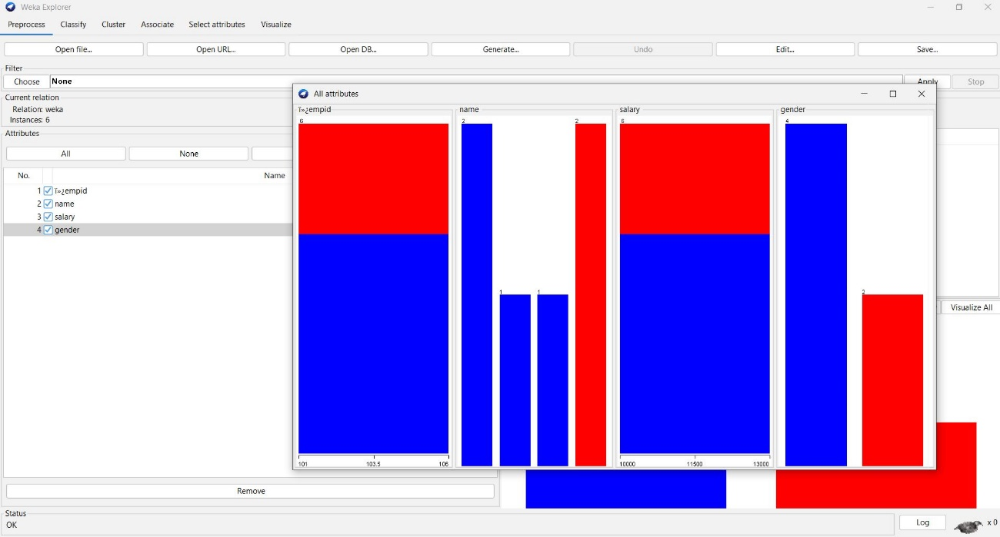 Weka Explorer
Preprocess Classify Cluster Associate Select attributes Visualize
Open file... Open URL... Open DB... Generate... Undo Edit... Save...
Filter
Choose None Apply Stop
Current relation
Relation: weka
Instances: 6
Attributes
All None
No. Name
1 ï»¿empid
2 name
3 salary
4 gender
Remove
All attributes
ï»¿empid name salary gender
6 2 2 6 4
1 1 2
101 103.5 106 10000 11500 13000
Visualize All
Status
OK
Log x 0